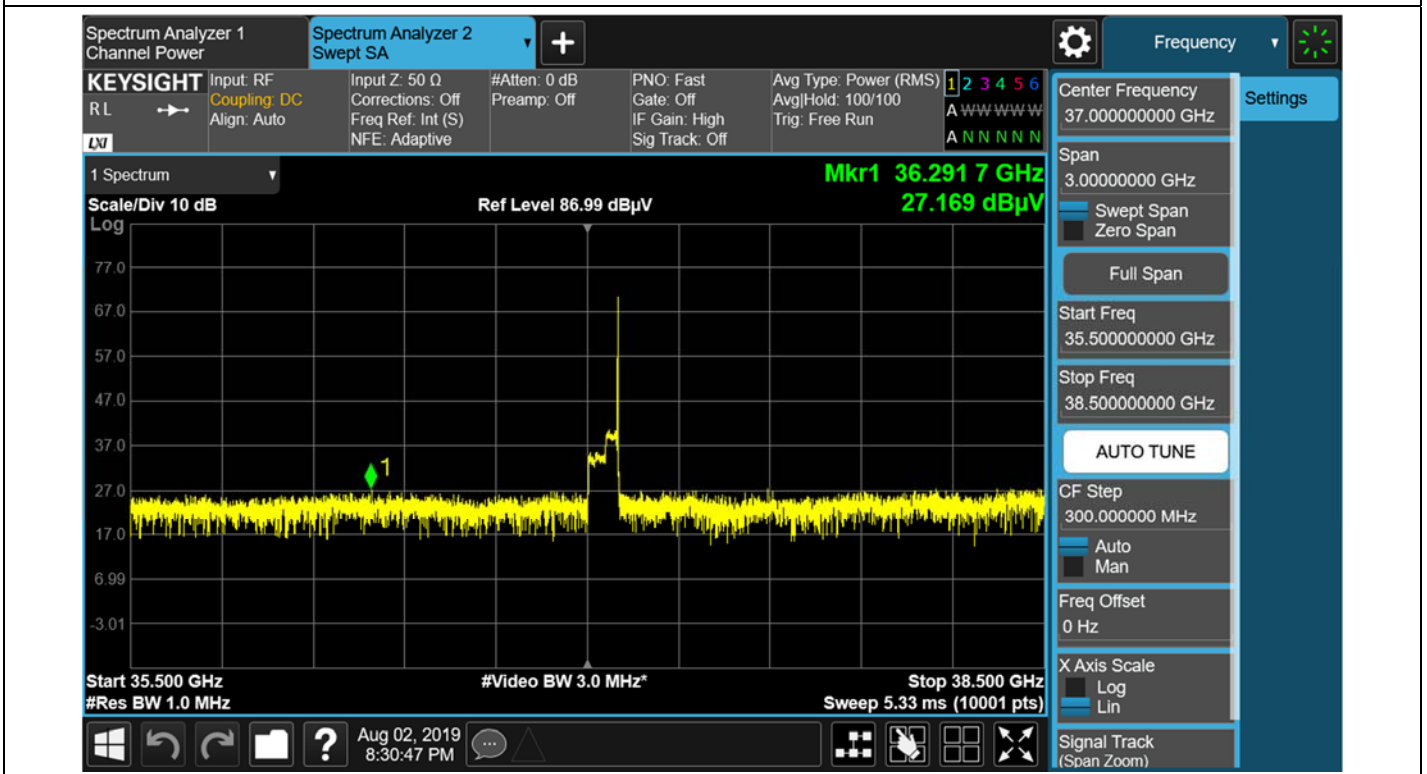 Spectrum Analyzer 1
Channel Power
Spectrum Analyzer 2
Swept SA
Frequency
KEYSIGHT
R L
LXI
Input: RF
Coupling: DC
Align: Auto
Input Z: 50 Ω
Corrections: Off
Freq Ref: Int (S)
NFE: Adaptive
#Atten: 0 dB
Preamp: Off
PNO: Fast
Gate: Off
IF Gain: High
Sig Track: Off
Avg Type: Power (RMS)
Avg|Hold: 100/100
Trig: Free Run
1 2 3 4 5 6
A W W W W W
A N N N N N
1 Spectrum
Scale/Div 10 dB
Log
Ref Level 86.99 dBµV
Mkr1 36.291 7 GHz
27.169 dBµV
77.0
67.0
57.0
47.0
37.0
27.0
17.0
6.99
-3.01
1
Start 35.500 GHz
#Res BW 1.0 MHz
#Video BW 3.0 MHz*
Stop 38.500 GHz
Sweep 5.33 ms (10001 pts)
?
Aug 02, 2019
8:30:47 PM
Center Frequency
37.000000000 GHz
Settings
Span
3.00000000 GHz
Swept Span
Zero Span
Full Span
Start Freq
35.500000000 GHz
Stop Freq
38.500000000 GHz
AUTO TUNE
CF Step
300.000000 MHz
Auto
Man
Freq Offset
0 Hz
X Axis Scale
Log
Lin
Signal Track
(Span Zoom)